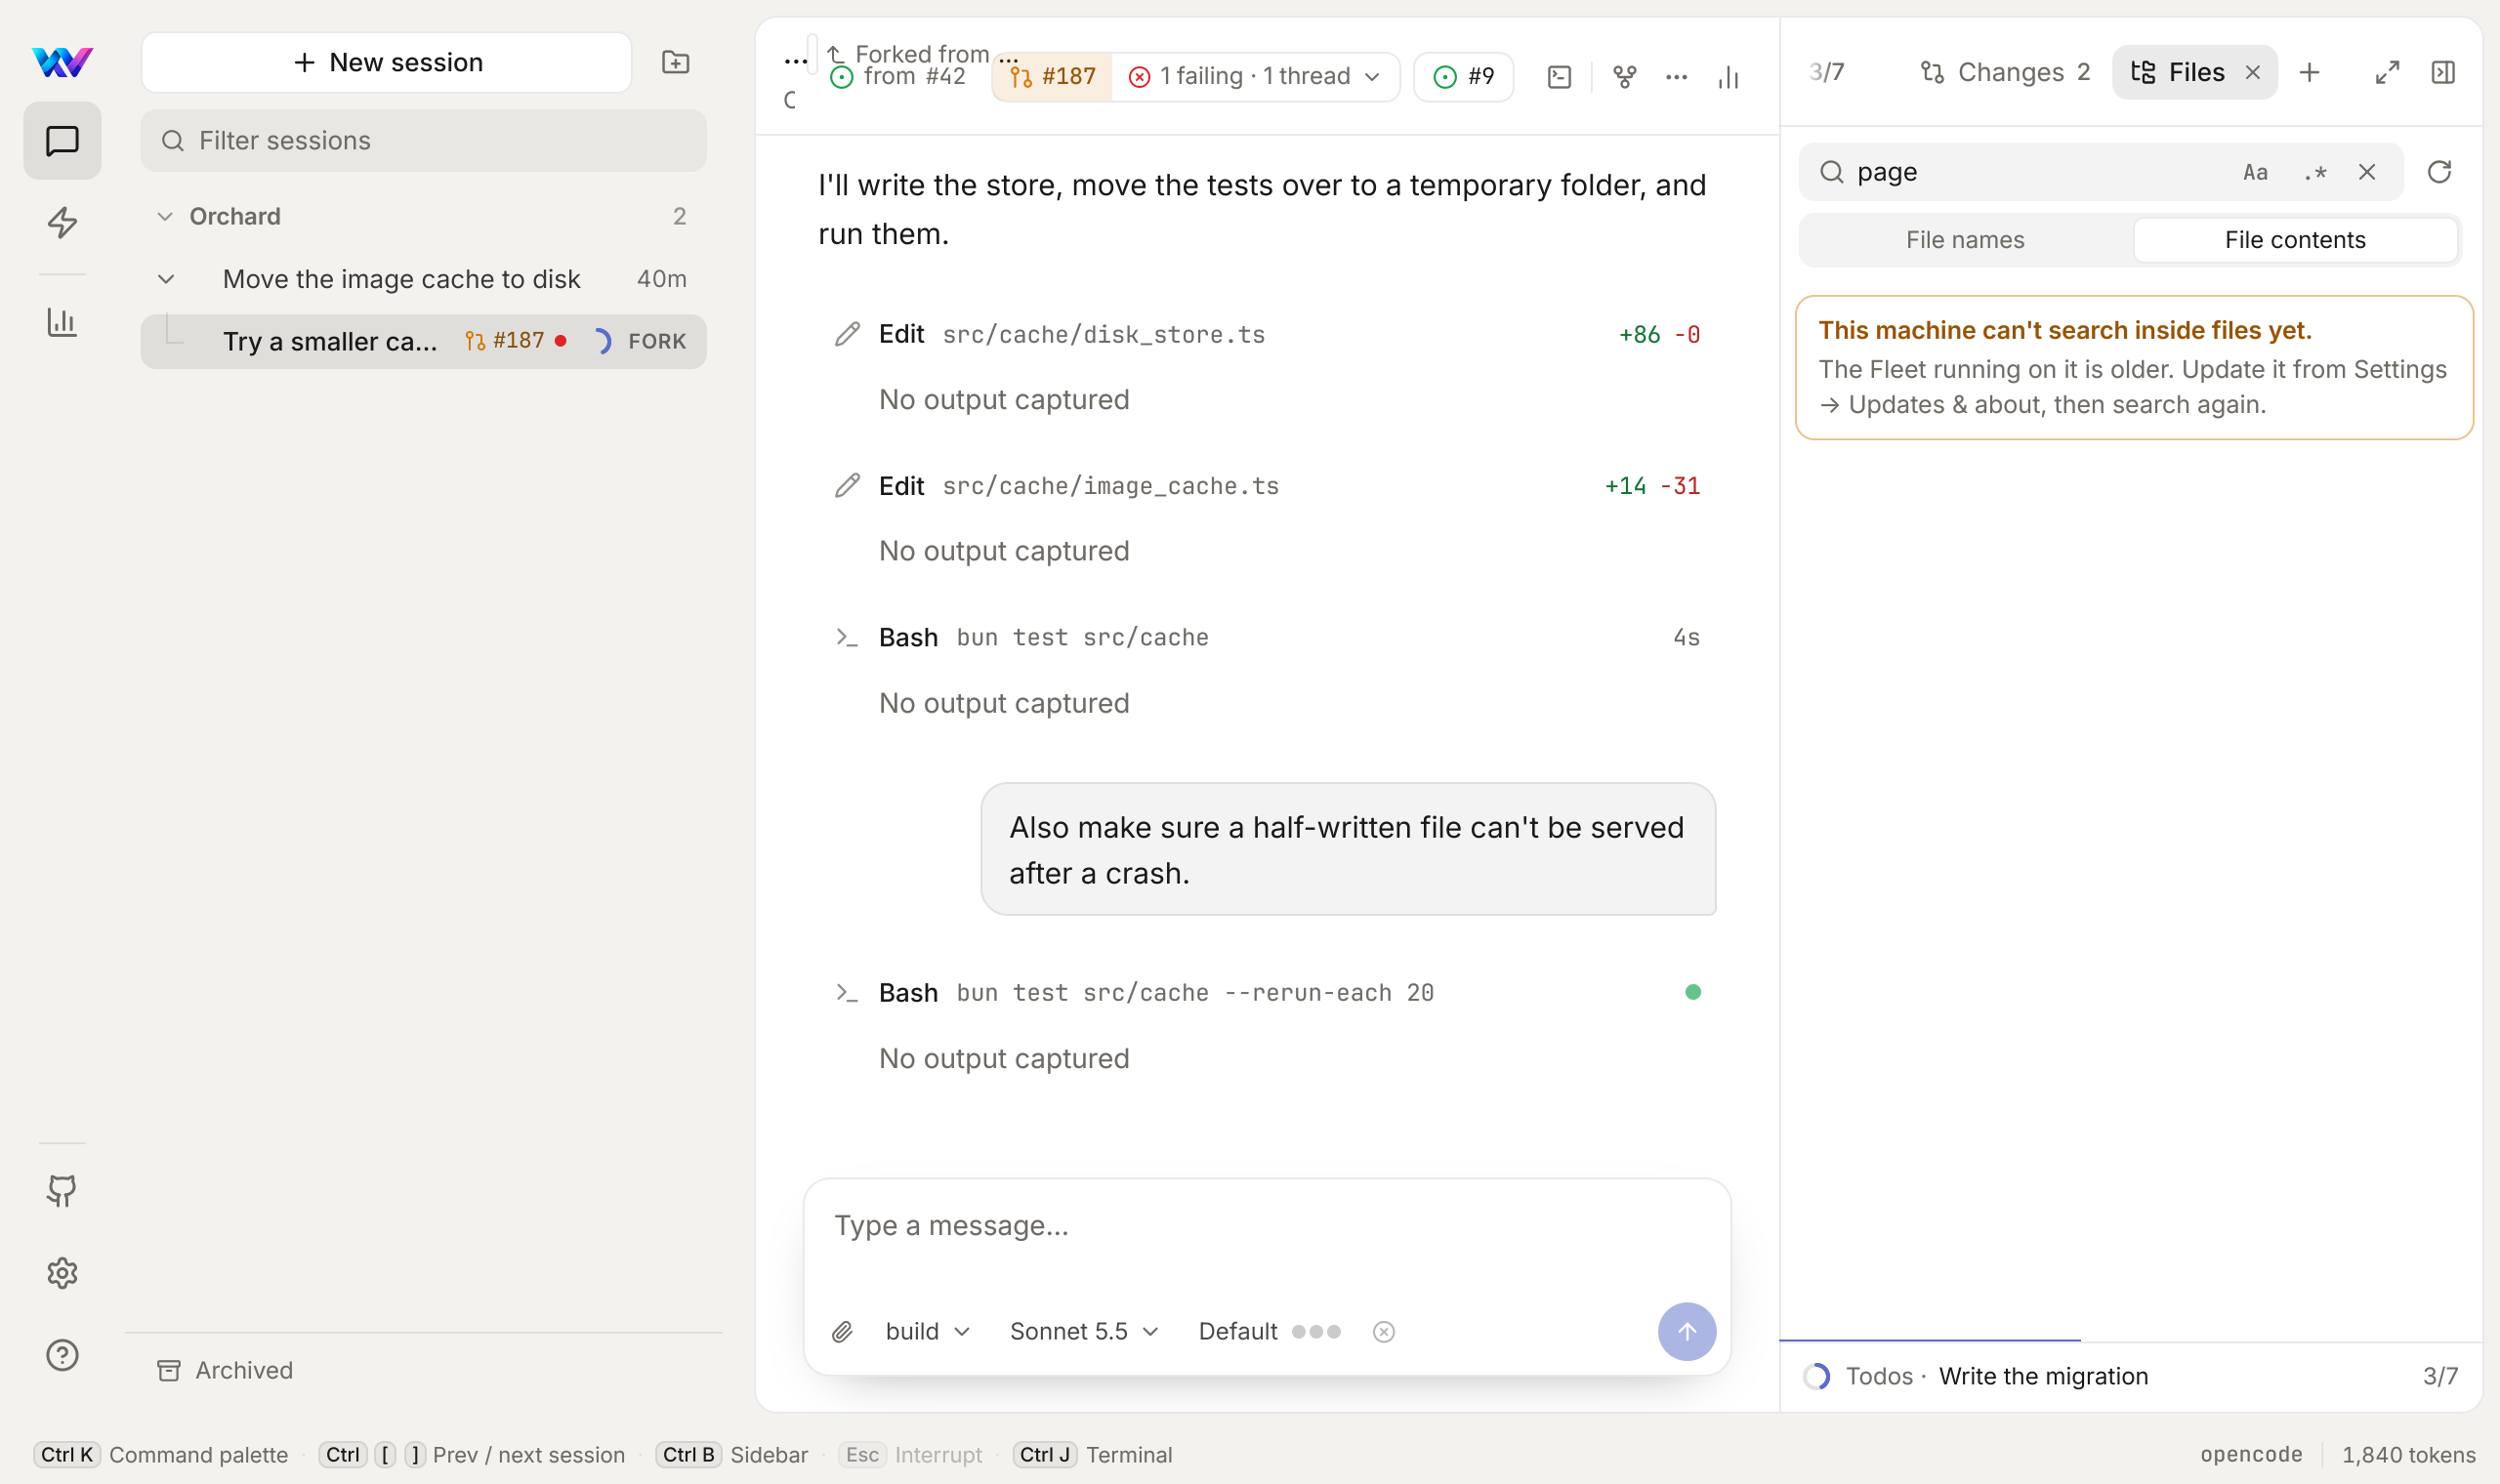 New session
Filter sessions
Orchard 2
Move the image cache to disk 40m
Try a smaller ca... #187 FORK
Archived
... Forked from ...
from #42 #187 1 failing · 1 thread #9
I'll write the store, move the tests over to a temporary folder, and
run them.
Edit src/cache/disk_store.ts +86 -0
No output captured
Edit src/cache/image_cache.ts +14 -31
No output captured
Bash bun test src/cache 4s
No output captured
Also make sure a half-written file can't be served
after a crash.
Bash bun test src/cache --rerun-each 20
No output captured
Type a message...
build Sonnet 5.5 Default
3/7 Changes 2 Files
page Aa .*
File names File contents
This machine can't search inside files yet.
The Fleet running on it is older. Update it from Settings
→ Updates & about, then search again.
Todos · Write the migration 3/7
Ctrl K Command palette · Ctrl [ ] Prev / next session · Ctrl B Sidebar · Esc Interrupt · Ctrl J Terminal
opencode 1,840 tokens